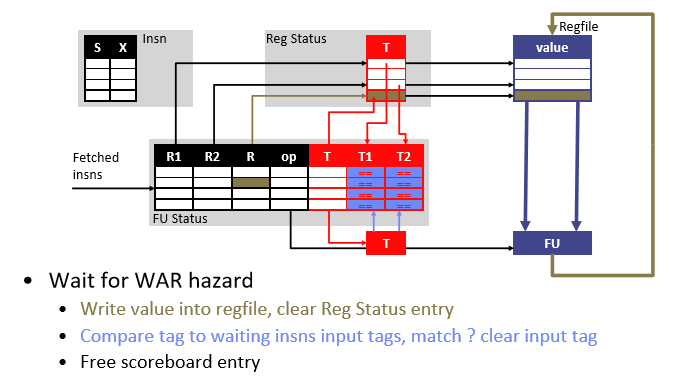 Insn
S X
Reg Status
T
Regfile
value
Fetched
insns
R1 R2 R op T T1 T2
== ==
== ==
== ==
== ==
FU Status
T
FU
• Wait for WAR hazard
• Write value into regfile, clear Reg Status entry
• Compare tag to waiting insns input tags, match ? clear input tag
• Free scoreboard entry